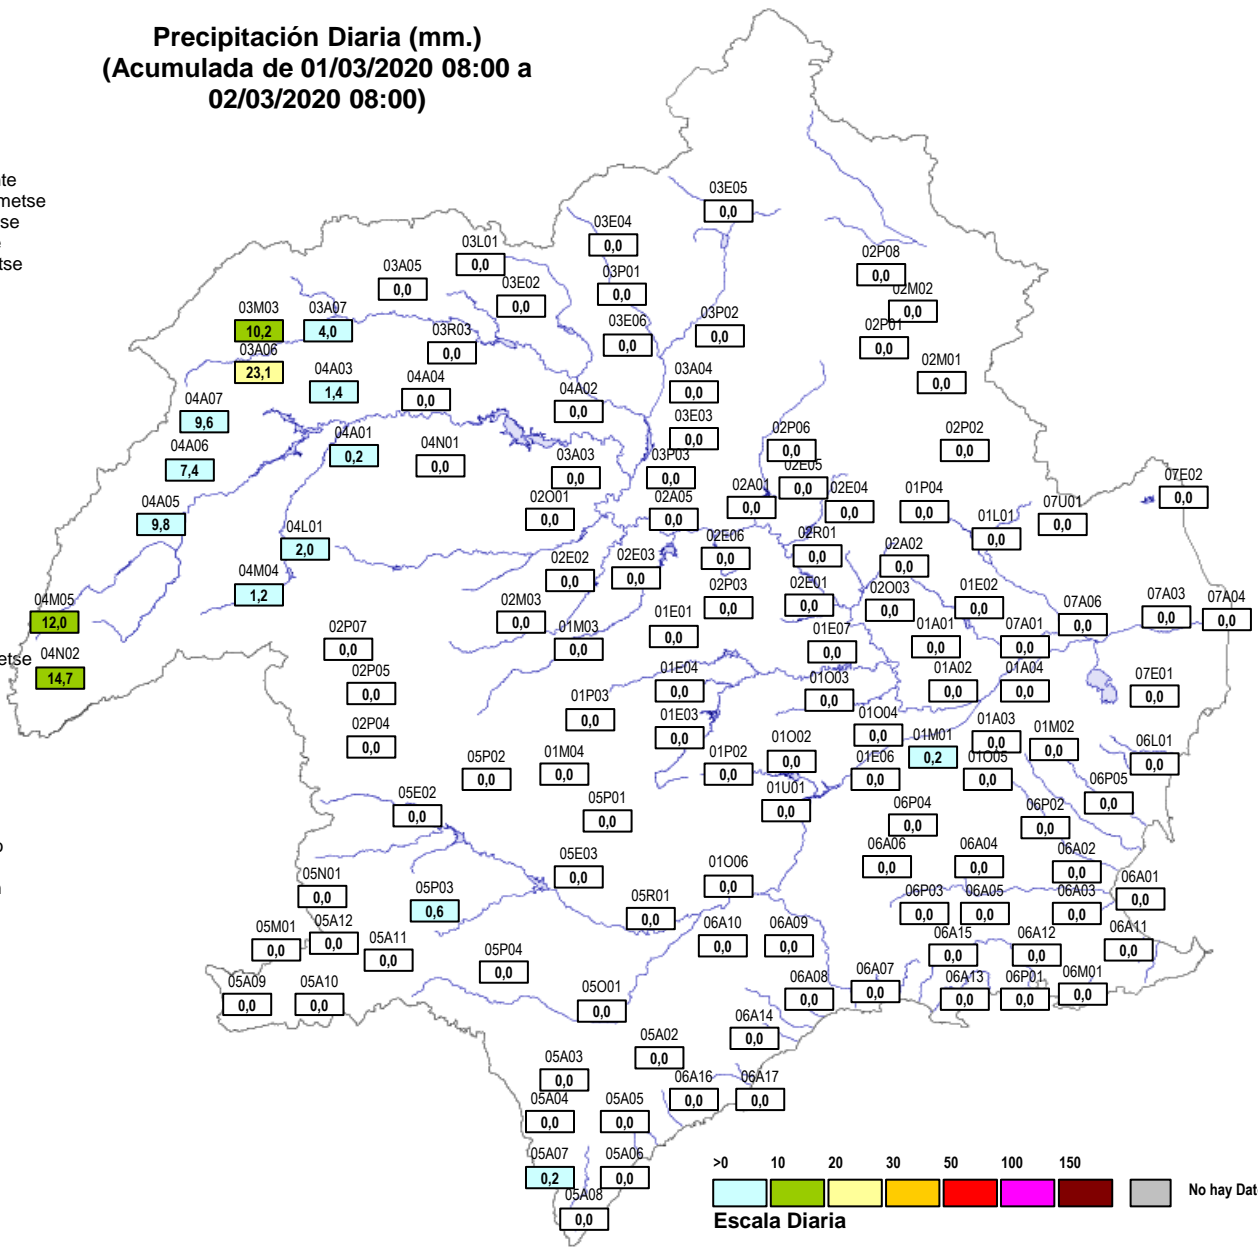 Precipitación Diaria (mm.)
(Acumulada de 01/03/2020 08:00 a
02/03/2020 08:00)
nte
metse
se
e
tse
03E05
0,0
03E04
0,0
03L01
0,0
02P08
0,0
03A05
0,0
03P01
0,0
03E02
0,0
02M02
0,0
03M03
10,2
03A07
4,0
03P02
0,0
03E06
0,0
03R03
0,0
02P01
0,0
03A06
23,1
02M01
0,0
04A03
1,4
04A04
0,0
03A04
0,0
04A02
0,0
04A07
9,6
03E03
0,0
04A01
0,2
02P06
0,0
02P02
0,0
04A06
7,4
04N01
0,0
03A03
0,0
03P03
0,0
02E05
0,0
07E02
0,0
04A05
9,8
02O01
0,0
02A05
0,0
02A01
0,0
02E04
0,0
01P04
0,0
07U01
0,0
01L01
0,0
04L01
2,0
02E06
0,0
02R01
0,0
02A02
0,0
02E02
0,0
02E03
0,0
04M04
1,2
04M05
12,0
02M03
0,0
01E01
0,0
02P03
0,0
02E01
0,0
02O03
0,0
01E02
0,0
07A06
0,0
07A03
0,0
07A04
0,0
02P07
0,0
01M03
0,0
01E07
0,0
01A01
0,0
07A01
0,0
etse
04N02
14,7
02P05
0,0
01E04
0,0
01O03
0,0
01A02
0,0
01A04
0,0
07E01
0,0
01P03
0,0
02P04
0,0
01E03
0,0
01O04
0,0
01M01
0,2
01A03
0,0
01M02
0,0
06L01
0,0
05P02
0,0
01M04
0,0
01P02
0,0
01O02
0,0
01E06
0,0
01O05
0,0
05E02
0,0
05P01
0,0
01U01
0,0
06P04
0,0
06P02
0,0
06P05
0,0
o
05E03
0,0
01O06
0,0
06A06
0,0
06A04
0,0
06A02
0,0
05N01
0,0
05P03
0,6
05R01
0,0
06P03
0,0
06A05
0,0
06A03
0,0
06A01
0,0
05M01
0,0
05A12
0,0
05A11
0,0
05P04
0,0
06A10
0,0
06A09
0,0
06A15
0,0
06A12
0,0
06A11
0,0
05A09
0,0
05A10
0,0
05O01
0,0
06A08
0,0
06A07
0,0
06A13
0,0
06P01
0,0
06M01
0,0
06A14
0,0
05A02
0,0
05A03
0,0
06A16
0,0
06A17
0,0
05A04
0,0
05A05
0,0
05A07
0,2
05A06
0,0
05A08
0,0
>0 10 20 30 50 100 150
No hay Dat
Escala Diaria